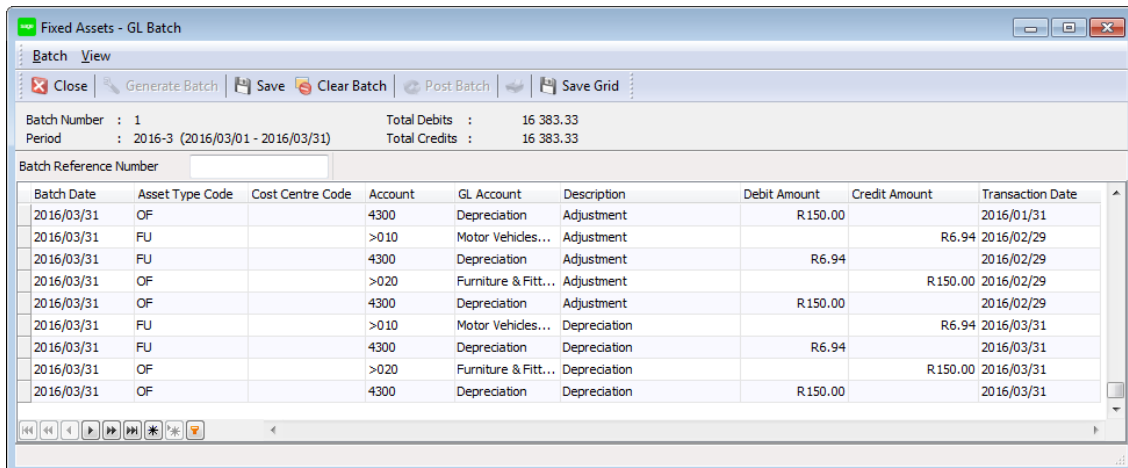 sage Fixed Assets - GL Batch
Batch View
Close Generate Batch Save Clear Batch Post Batch Save Grid
Batch Number : 1 Total Debits : 16 383.33
Period : 2016-3 (2016/03/01 - 2016/03/31) Total Credits : 16 383.33
Batch Reference Number
Batch Date Asset Type Code Cost Centre Code Account GL Account Description Debit Amount Credit Amount Transaction Date
2016/03/31 OF 4300 Depreciation Adjustment R150.00 2016/01/31
2016/03/31 FU >010 Motor Vehicles... Adjustment R6.94 2016/02/29
2016/03/31 FU 4300 Depreciation Adjustment R6.94 2016/02/29
2016/03/31 OF >020 Furniture & Fitt... Adjustment R150.00 2016/02/29
2016/03/31 OF 4300 Depreciation Adjustment R150.00 2016/02/29
2016/03/31 FU >010 Motor Vehicles... Depreciation R6.94 2016/03/31
2016/03/31 FU 4300 Depreciation Depreciation R6.94 2016/03/31
2016/03/31 OF >020 Furniture & Fitt... Depreciation R150.00 2016/03/31
2016/03/31 OF 4300 Depreciation Depreciation R150.00 2016/03/31